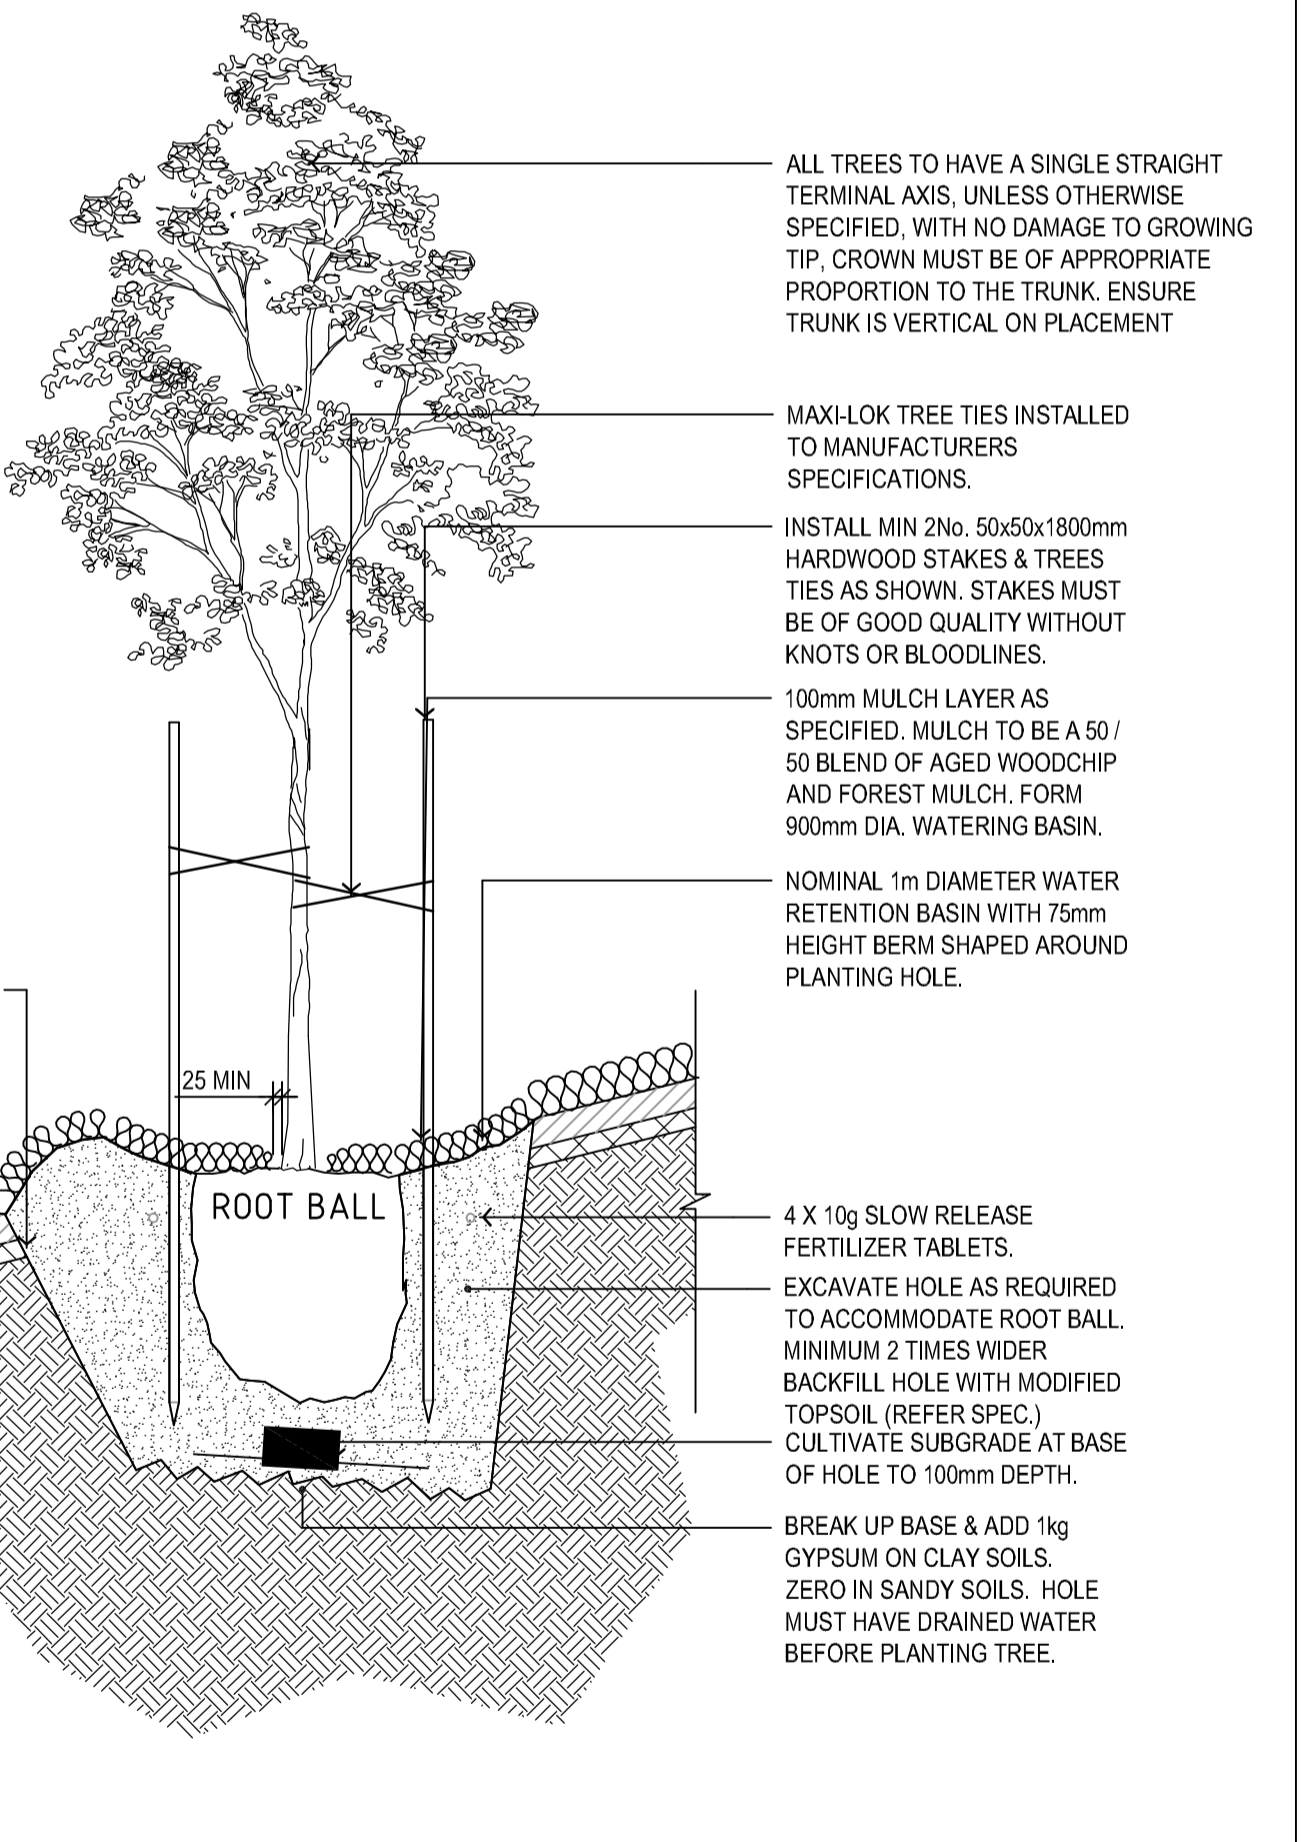 ALL TREES TO HAVE A SINGLE STRAIGHT
TERMINAL AXIS, UNLESS OTHERWISE
SPECIFIED, WITH NO DAMAGE TO GROWING
TIP, CROWN MUST BE OF APPROPRIATE
PROPORTION TO THE TRUNK. ENSURE
TRUNK IS VERTICAL ON PLACEMENT
MAXI-LOK TREE TIES INSTALLED
TO MANUFACTURERS
SPECIFICATIONS.
INSTALL MIN 2No. 50x50x1800mm
HARDWOOD STAKES & TREES
TIES AS SHOWN. STAKES MUST
BE OF GOOD QUALITY WITHOUT
KNOTS OR BLOODLINES.
100mm MULCH LAYER AS
SPECIFIED. MULCH TO BE A 50 /
50 BLEND OF AGED WOODCHIP
AND FOREST MULCH. FORM
900mm DIA. WATERING BASIN.
NOMINAL 1m DIAMETER WATER
RETENTION BASIN WITH 75mm
HEIGHT BERM SHAPED AROUND
PLANTING HOLE.
25 MIN
ROOT BALL
4 X 10g SLOW RELEASE
FERTILIZER TABLETS.
EXCAVATE HOLE AS REQUIRED
TO ACCOMMODATE ROOT BALL.
MINIMUM 2 TIMES WIDER
BACKFILL HOLE WITH MODIFIED
TOPSOIL (REFER SPEC.)
CULTIVATE SUBGRADE AT BASE
OF HOLE TO 100mm DEPTH.
BREAK UP BASE & ADD 1kg
GYPSUM ON CLAY SOILS.
ZERO IN SANDY SOILS. HOLE
MUST HAVE DRAINED WATER
BEFORE PLANTING TREE.